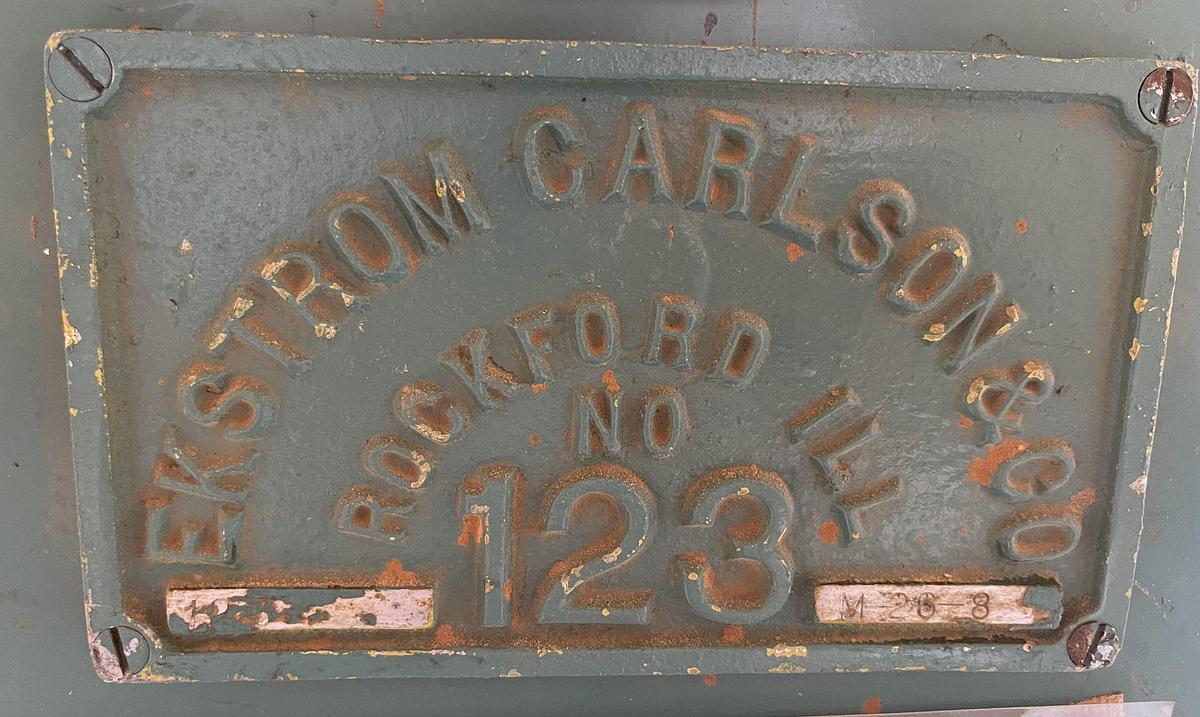 EKSTROM CARLSON & CO
ROCKFORD ILL
NO
123
M-26-8